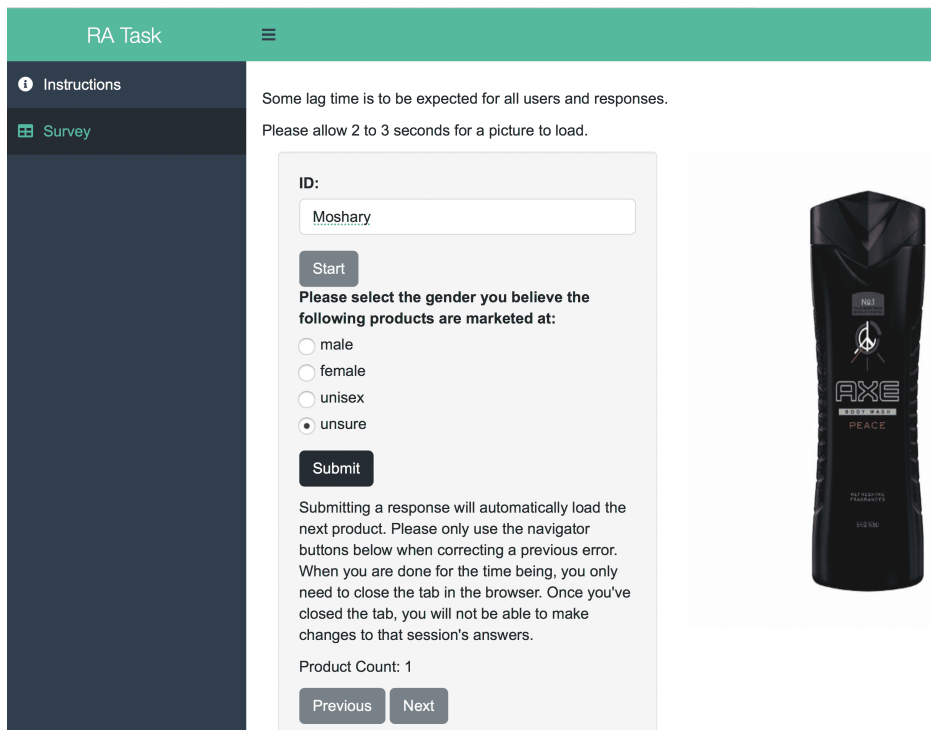 RA Task
Instructions
Survey
Some lag time is to be expected for all users and responses.
Please allow 2 to 3 seconds for a picture to load.
ID:
Moshary
Start
Please select the gender you believe the
following products are marketed at:
male
female
unisex
unsure
Submit
Submitting a response will automatically load the
next product. Please only use the navigator
buttons below when correcting a previous error.
When you are done for the time being, you only
need to close the tab in the browser. Once you've
closed the tab, you will not be able to make
changes to that session's answers.
Product Count: 1
Previous
Next
No.1
AXE
BODY WASH
PEACE
REFRESHING
FRAGRANCES